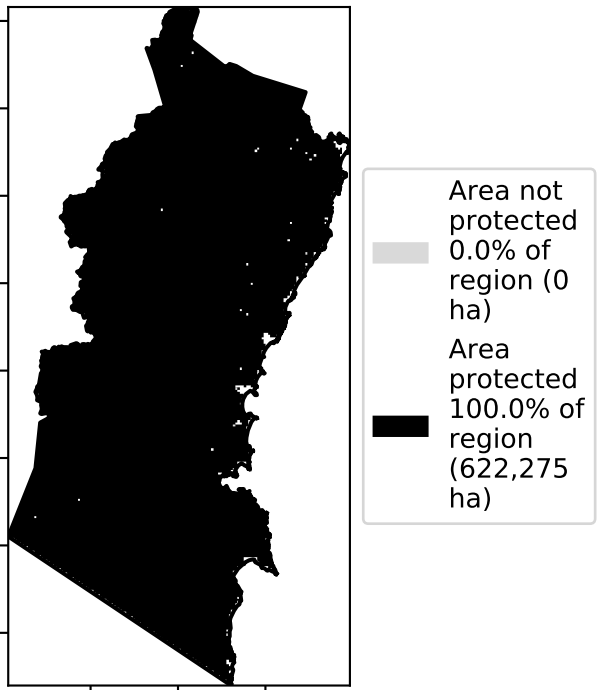 Area not
protected
0.0% of
region (0
ha)
Area
protected
100.0% of
region
(622,275
ha)